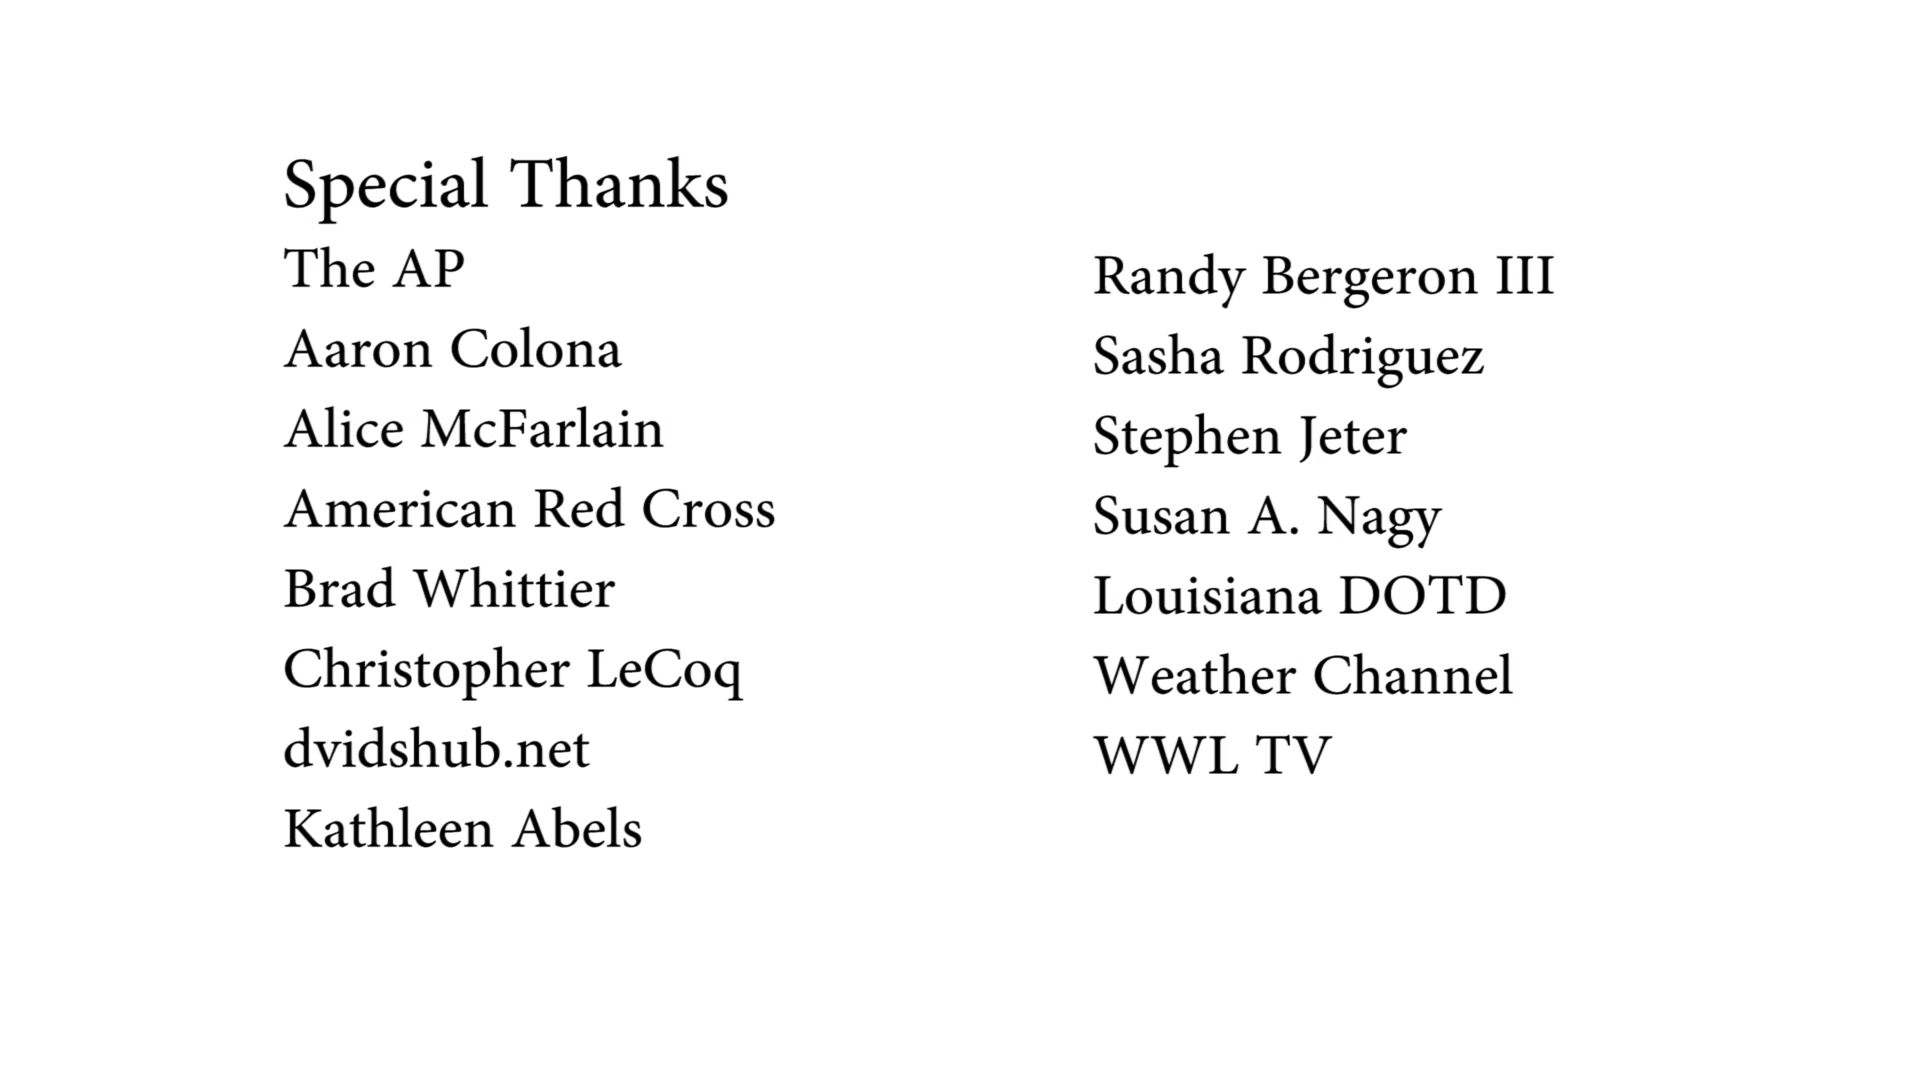 Special Thanks
The AP
Aaron Colona
Alice McFarlain
American Red Cross
Brad Whittier
Christopher LeCoq
dvidshub.net
Kathleen Abels
Randy Bergeron III
Sasha Rodriguez
Stephen Jeter
Susan A. Nagy
Louisiana DOTD
Weather Channel
WWL TV